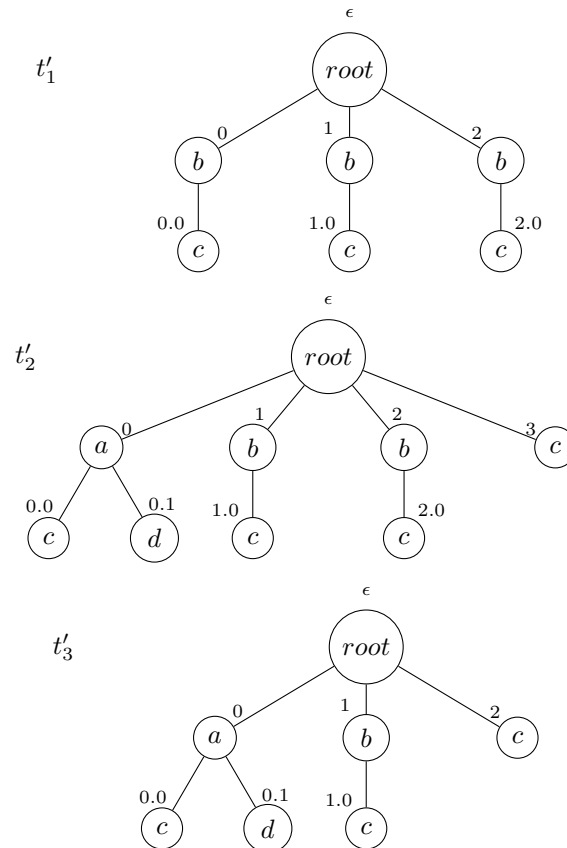 ϵ
t′₁ root
0 1 2
b b b
0.0 1.0 2.0
c c c
ϵ
t′₂ root
0 1 2 3
a b b c
0.0 0.1 1.0 2.0
c d c c
ϵ
t′₃ root
0 1 2
a b c
0.0 0.1 1.0
c d c